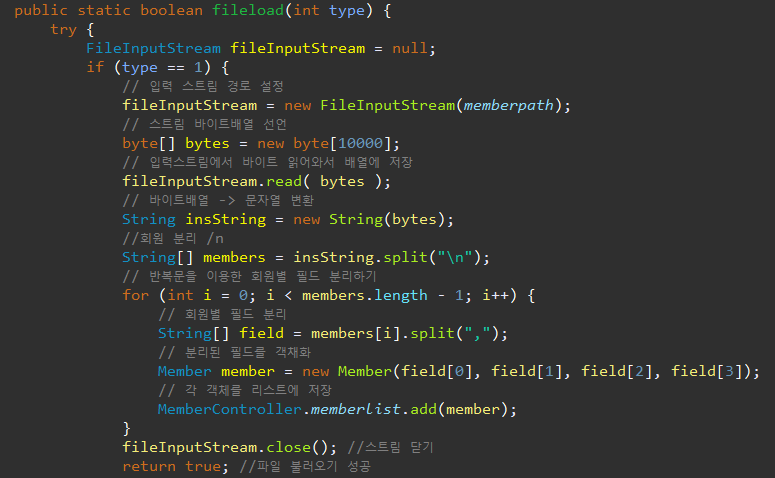 public static boolean fileload(int type) {
try {
FileInputStream fileInputStream = null;
if (type == 1) {
// 입력 스트림 경로 설정
fileInputStream = new FileInputStream(memberpath);
// 스트림 바이트배열 선언
byte[] bytes = new byte[10000];
// 입력스트림에서 바이트 읽어와서 배열에 저장
fileInputStream.read( bytes );
// 바이트배열 -> 문자열 변환
String insString = new String(bytes);
//회원 분리 /n
String[] members = insString.split("\n");
// 반복문을 이용한 회원별 필드 분리하기
for (int i = 0; i < members.length - 1; i++) {
// 회원별 필드 분리
String[] field = members[i].split(",");
// 분리된 필드를 객채화
Member member = new Member(field[0], field[1], field[2], field[3]);
// 각 객체를 리스트에 저장
MemberController.memberlist.add(member);
}
fileInputStream.close(); //스트림 닫기
return true; //파일 불러오기 성공